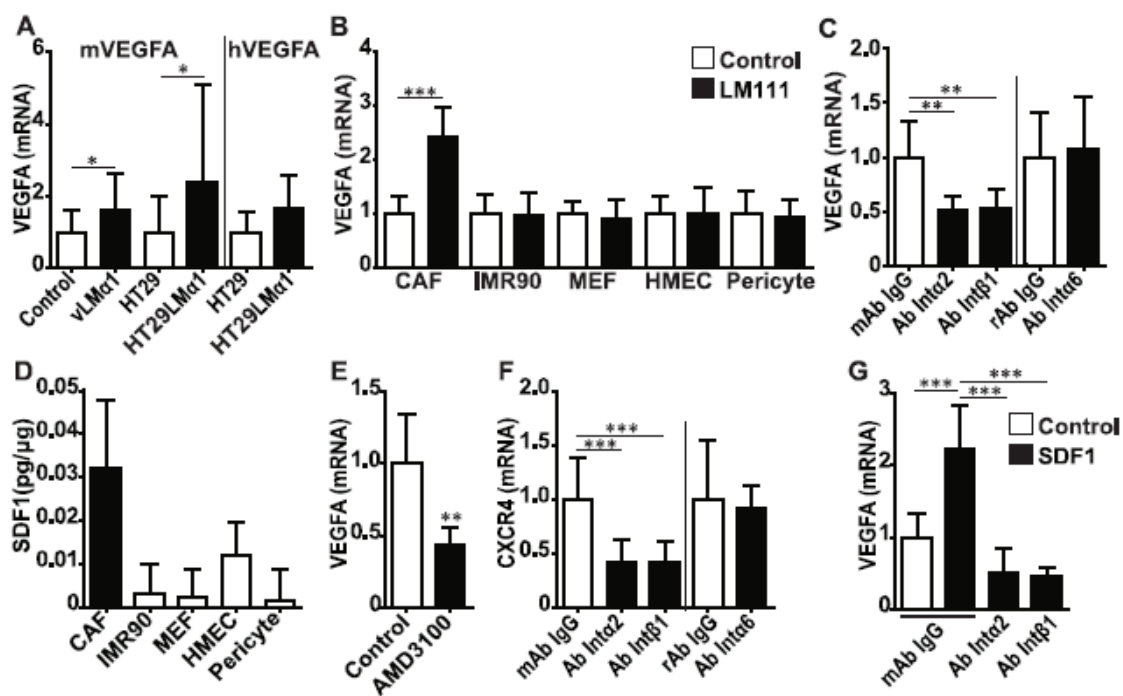 A
mVEGFA hVEGFA
VEGFA (mRNA)
6
4
2
0
* *
Control
vLMα1
HT29
HT29LMα1
HT29
HT29LMα1
B
VEGFA (mRNA)
4
3
2
1
0
***
Control
LM111
CAF IMR90 MEF HMEC Pericyte
C
VEGFA (mRNA)
2.0
1.5
1.0
0.5
0
**
**
mAb IgG
Ab Intα2
Ab Intβ1
rAb IgG
Ab Intα6
D
SDF1(pg/μg)
0.05
0.04
0.03
0.02
0.01
0
CAF
IMR90
MEF
HMEC
Pericyte
E
VEGFA (mRNA)
1.5
1.0
0.5
0
**
Control
AMD3100
F
CXCR4 (mRNA)
2.0
1.5
1.0
0.5
0
***
***
mAb IgG
Ab Intα2
Ab Intβ1
rAb IgG
Ab Intα6
G
VEGFA (mRNA)
3
2
1
0
*** *** ***
Control
SDF1
mAb IgG
Ab Intα2
Ab Intβ1